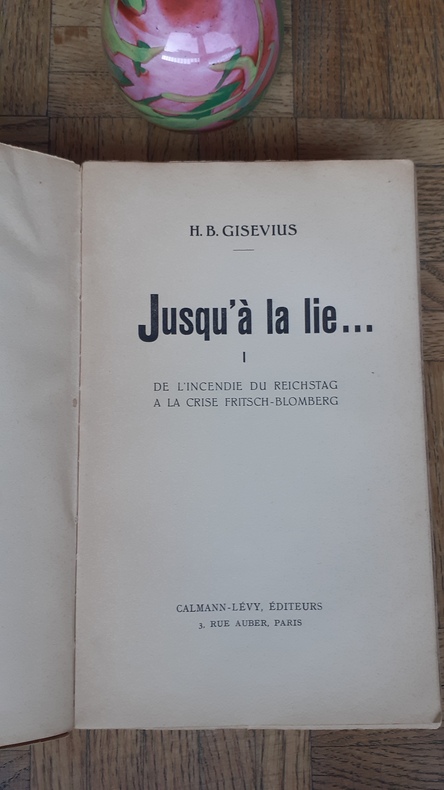 H. B. GISEVIUS
Jusqu'à la lie...
I
DE L'INCENDIE DU REICHSTAG
A LA CRISE FRITSCH-BLOMBERG
CALMANN-LÉVY, ÉDITEURS
3, RUE AUBER, PARIS